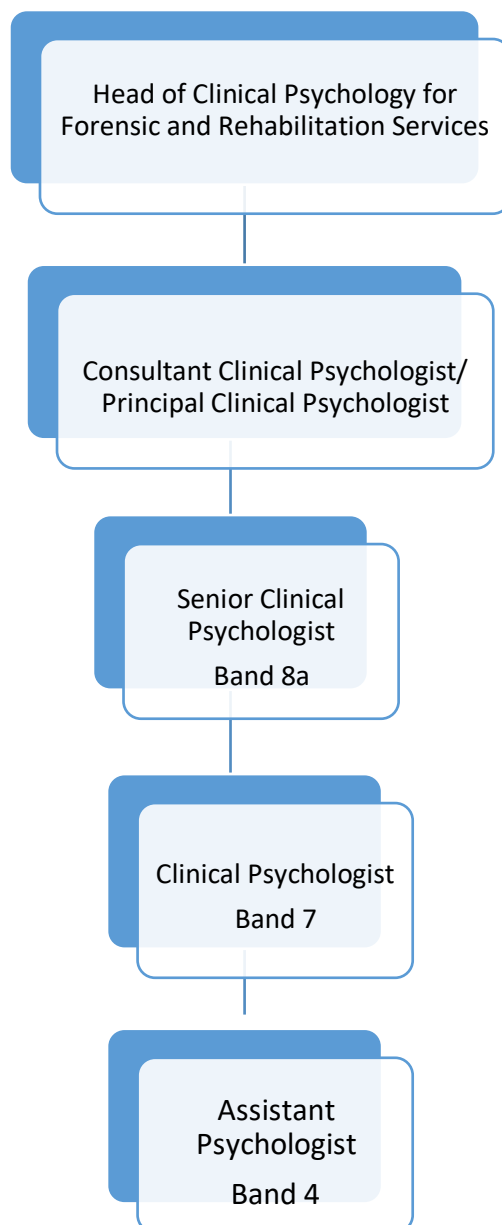 Head of Clinical Psychology for
Forensic and Rehabilitation Services
Consultant Clinical Psychologist/
Principal Clinical Psychologist
Senior Clinical
Psychologist
Band 8a
Clinical Psychologist
Band 7
Assistant
Psychologist
Band 4